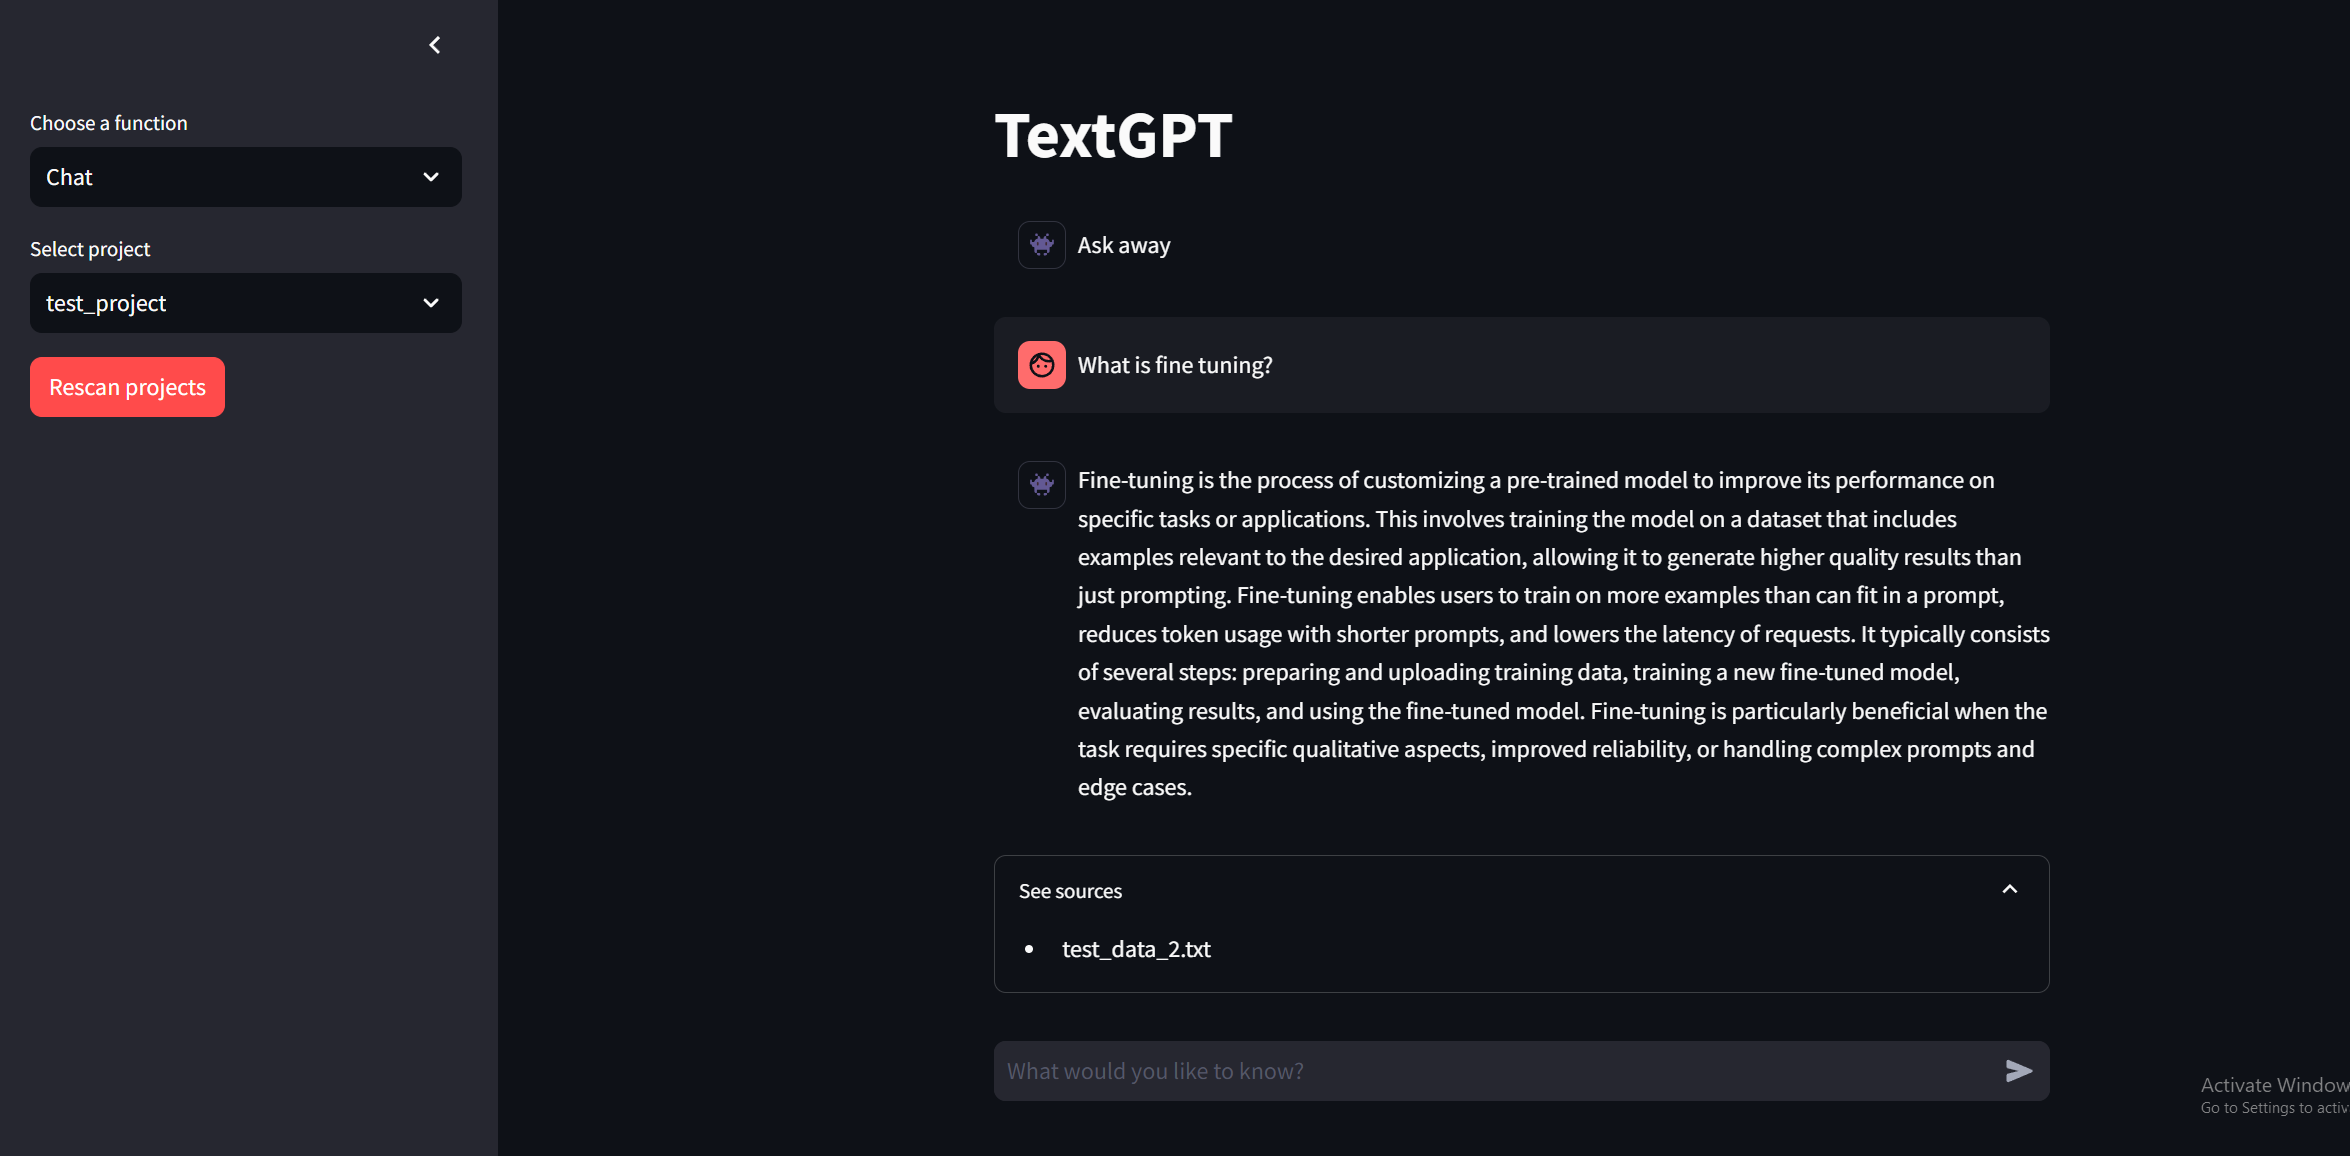 Choose a function
Chat
Select project
test_project
Rescan projects
TextGPT
Ask away
What is fine tuning?
Fine-tuning is the process of customizing a pre-trained model to improve its performance on
specific tasks or applications. This involves training the model on a dataset that includes
examples relevant to the desired application, allowing it to generate higher quality results than
just prompting. Fine-tuning enables users to train on more examples than can fit in a prompt,
reduces token usage with shorter prompts, and lowers the latency of requests. It typically consists
of several steps: preparing and uploading training data, training a new fine-tuned model,
evaluating results, and using the fine-tuned model. Fine-tuning is particularly beneficial when the
task requires specific qualitative aspects, improved reliability, or handling complex prompts and
edge cases.
See sources
• test_data_2.txt
What would you like to know?
Activate Window
Go to Settings to activ